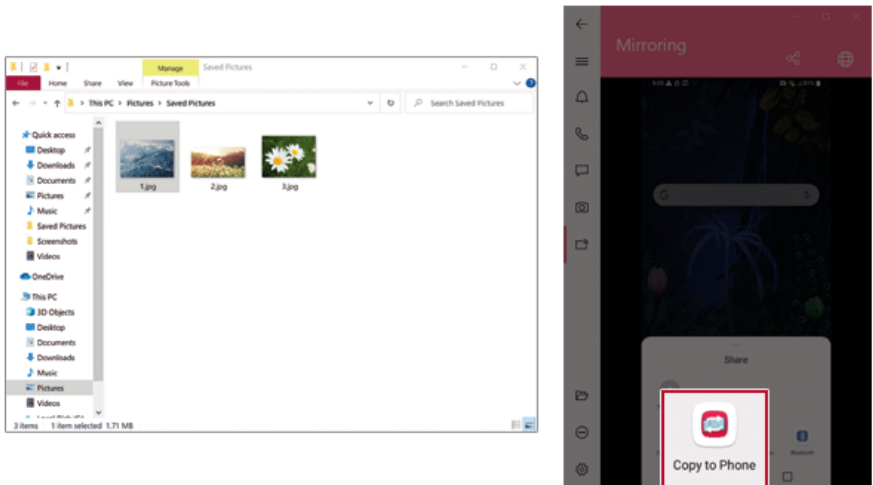 Manage
Saved Pictures
File
Home
Share
View
Picture Tools
This PC > Pictures > Saved Pictures
Search Saved Pictures
Quick access
Desktop
Downloads
Documents
Pictures
Music
Saved Pictures
Screenshots
Videos
OneDrive
This PC
3D Objects
Desktop
Documents
Downloads
Music
Pictures
Videos
1.jpg
2.jpg
3.jpg
3 items
1 item selected 1.71 MB
Mirroring
G
Share
Bluetooth
Copy to Phone